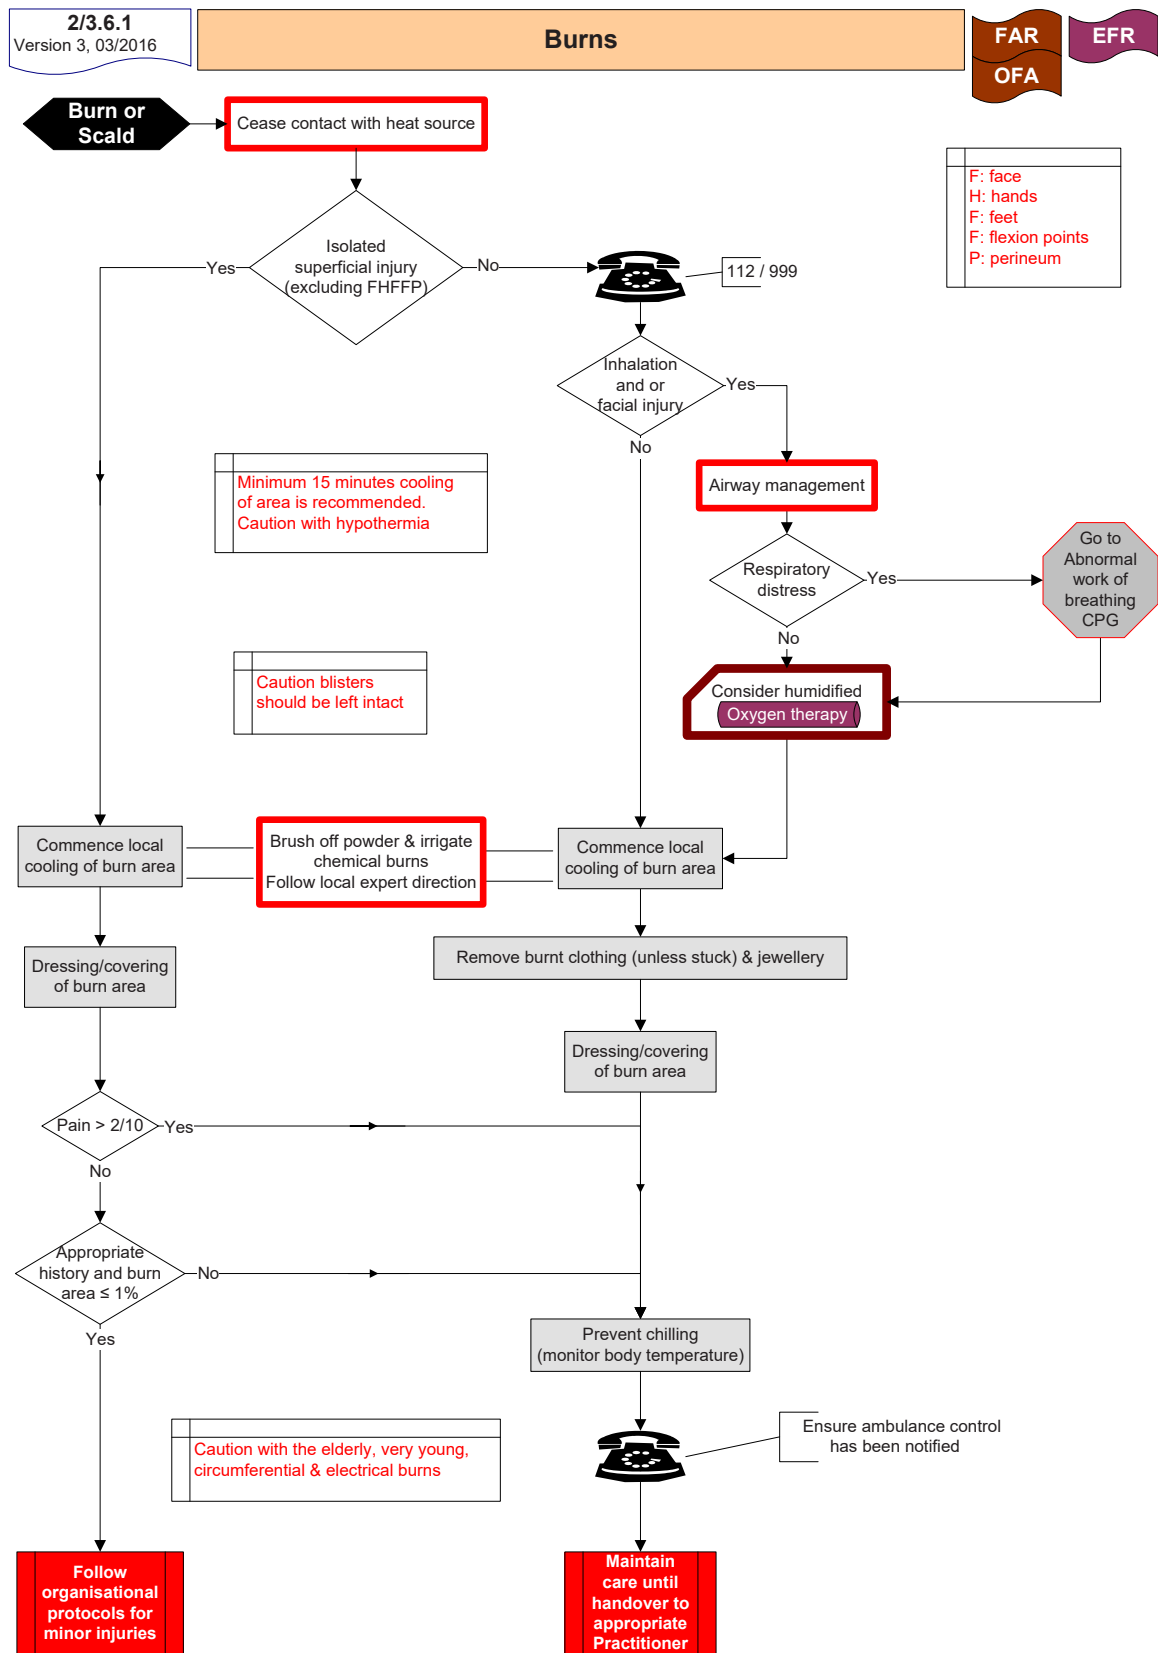 2/3.6.1
Version 3, 03/2016
Burns
FAR
EFR
OFA
Burn or
Scald
Cease contact with heat source
F: face
H: hands
F: feet
F: flexion points
P: perineum
Isolated
superficial injury
(excluding FHFFP)
Yes
No
112 / 999
Inhalation
and or
facial injury
Yes
No
Minimum 15 minutes cooling
of area is recommended.
Caution with hypothermia
Airway management
Respiratory
distress
Yes
No
Go to
Abnormal
work of
breathing
CPG
Caution blisters
should be left intact
Consider humidified
Oxygen therapy
Commence local
cooling of burn area
Brush off powder & irrigate
chemical burns
Follow local expert direction
Commence local
cooling of burn area
Remove burnt clothing (unless stuck) & jewellery
Dressing/covering
of burn area
Dressing/covering
of burn area
Pain > 2/10
Yes
No
Appropriate
history and burn
area ≤ 1%
No
Yes
Prevent chilling
(monitor body temperature)
Ensure ambulance control
has been notified
Caution with the elderly, very young,
circumferential & electrical burns
Follow
organisational
protocols for
minor injuries
Maintain
care until
handover to
appropriate
Practitioner